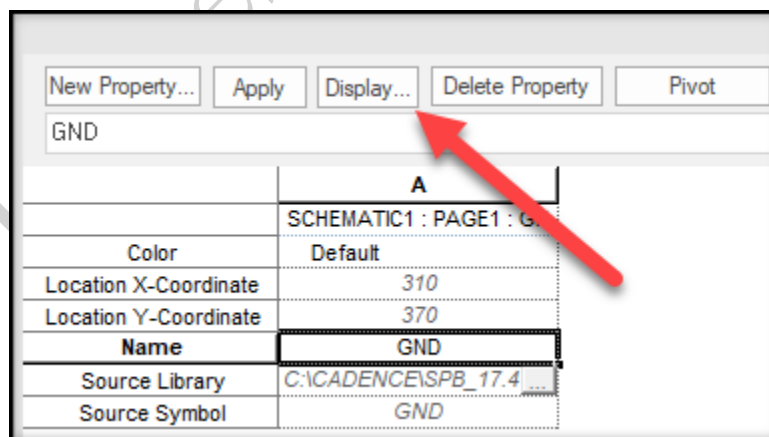 New Property... Apply Display... Delete Property Pivot
GND
A
SCHEMATIC1 : PAGE1 : G
Color Default
Location X-Coordinate 310
Location Y-Coordinate 370
Name GND
Source Library C:\CADENCE\SPB_17.4 ...
Source Symbol GND